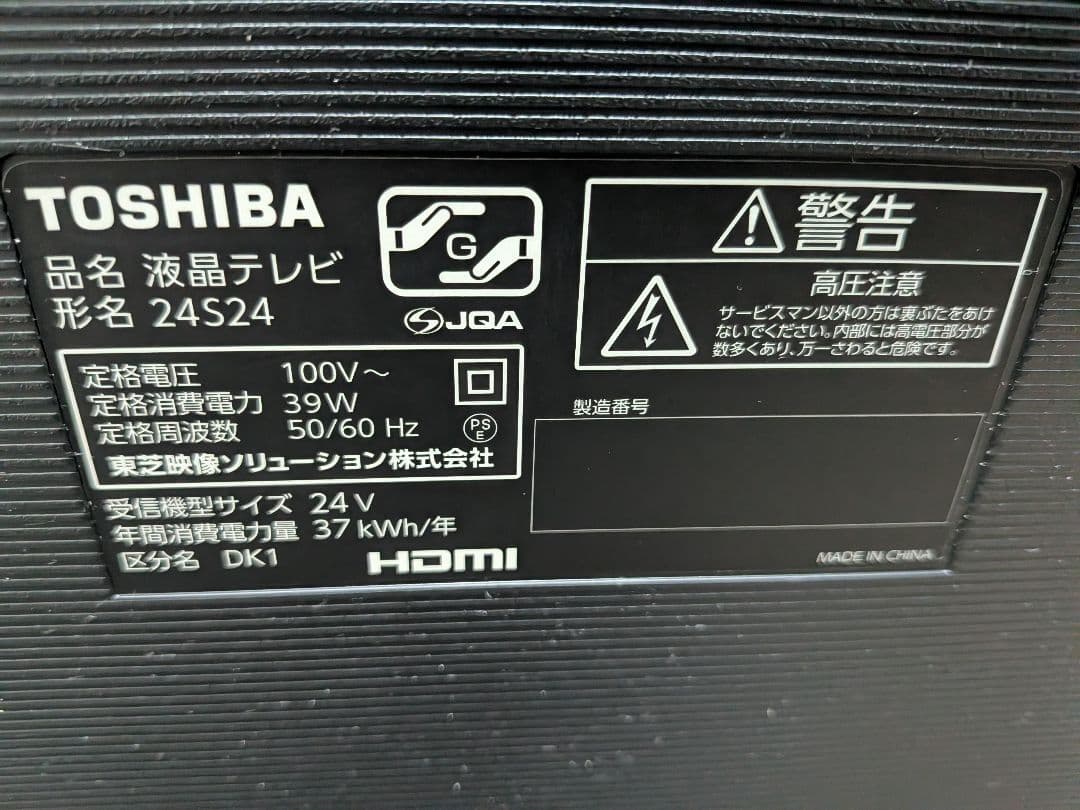 TOSHIBA
品名 液晶テレビ
形名 24S24
G
JQA
定格電圧 100V～
定格消費電力 39W
定格周波数 50/60 Hz
PS
E
東芝映像ソリューション株式会社
受信機型サイズ 24V
年間消費電力量 37 kWh/年
区分名 DK1
HDMI
警告
高圧注意
サービスマン以外の方は裏ぶたをあけ
ないでください。内部には高電圧部分が
数多くあり、万一さわると危険です。
製造番号
MADE IN CHINA